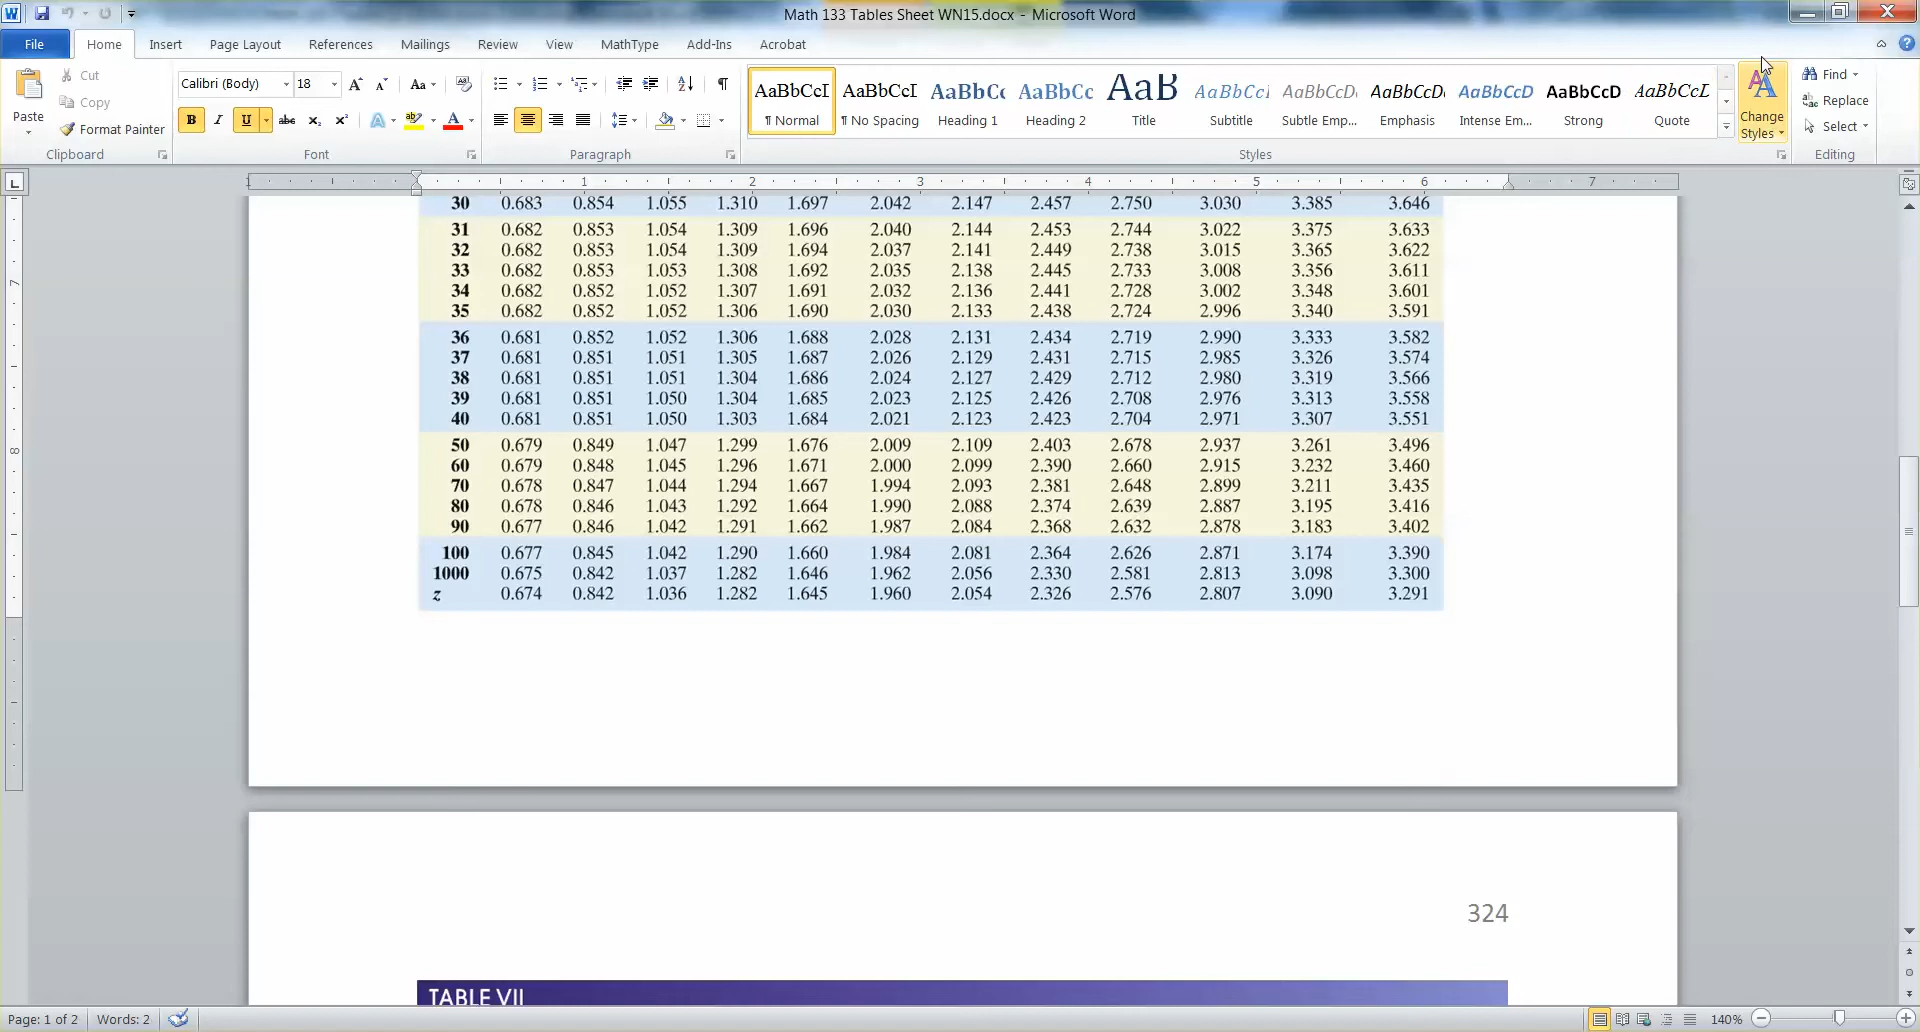 Math 133 Tables Sheet WN15.docx - Microsoft Word
File Home Insert Page Layout References Mailings Review View MathType Add-Ins Acrobat
Paste
Cut
Copy
Format Painter
Clipboard
Calibri (Body) 18
Font
Paragraph
AaBbCcI AaBbCcI AaBbCc AaBbCc AaB AaBbCcI AaBbCcD AaBbCcD AaBbCcD AaBbCcD AaBbCcL
¶ Normal ¶ No Spacing Heading 1 Heading 2 Title Subtitle Subtle Emp... Emphasis Intense Em... Strong Quote
Styles
Change Styles
Find
Replace
Select
Editing
1 1 2 3 4 5 6 7
30 0.683 0.854 1.055 1.310 1.697 2.042 2.147 2.457 2.750 3.030 3.385 3.646
31 0.682 0.853 1.054 1.309 1.696 2.040 2.144 2.453 2.744 3.022 3.375 3.633
32 0.682 0.853 1.054 1.309 1.694 2.037 2.141 2.449 2.738 3.015 3.365 3.622
33 0.682 0.853 1.053 1.308 1.692 2.035 2.138 2.445 2.733 3.008 3.356 3.611
34 0.682 0.852 1.052 1.307 1.691 2.032 2.136 2.441 2.728 3.002 3.348 3.601
35 0.682 0.852 1.052 1.306 1.690 2.030 2.133 2.438 2.724 2.996 3.340 3.591
36 0.681 0.852 1.052 1.306 1.688 2.028 2.131 2.434 2.719 2.990 3.333 3.582
37 0.681 0.851 1.051 1.305 1.687 2.026 2.129 2.431 2.715 2.985 3.326 3.574
38 0.681 0.851 1.051 1.304 1.686 2.024 2.127 2.429 2.712 2.980 3.319 3.566
39 0.681 0.851 1.050 1.304 1.685 2.023 2.125 2.426 2.708 2.976 3.313 3.558
40 0.681 0.851 1.050 1.303 1.684 2.021 2.123 2.423 2.704 2.971 3.307 3.551
50 0.679 0.849 1.047 1.299 1.676 2.009 2.109 2.403 2.678 2.937 3.261 3.496
60 0.679 0.848 1.045 1.296 1.671 2.000 2.099 2.390 2.660 2.915 3.232 3.460
70 0.678 0.847 1.044 1.294 1.667 1.994 2.093 2.381 2.648 2.899 3.211 3.435
80 0.678 0.846 1.043 1.292 1.664 1.990 2.088 2.374 2.639 2.887 3.195 3.416
90 0.677 0.846 1.042 1.291 1.662 1.987 2.084 2.368 2.632 2.878 3.183 3.402
100 0.677 0.845 1.042 1.290 1.660 1.984 2.081 2.364 2.626 2.871 3.174 3.390
1000 0.675 0.842 1.037 1.282 1.646 1.962 2.056 2.330 2.581 2.813 3.098 3.300
z 0.674 0.842 1.036 1.282 1.645 1.960 2.054 2.326 2.576 2.807 3.090 3.291
7
8
324
TABLE VII
Page: 1 of 2 Words: 2
140%